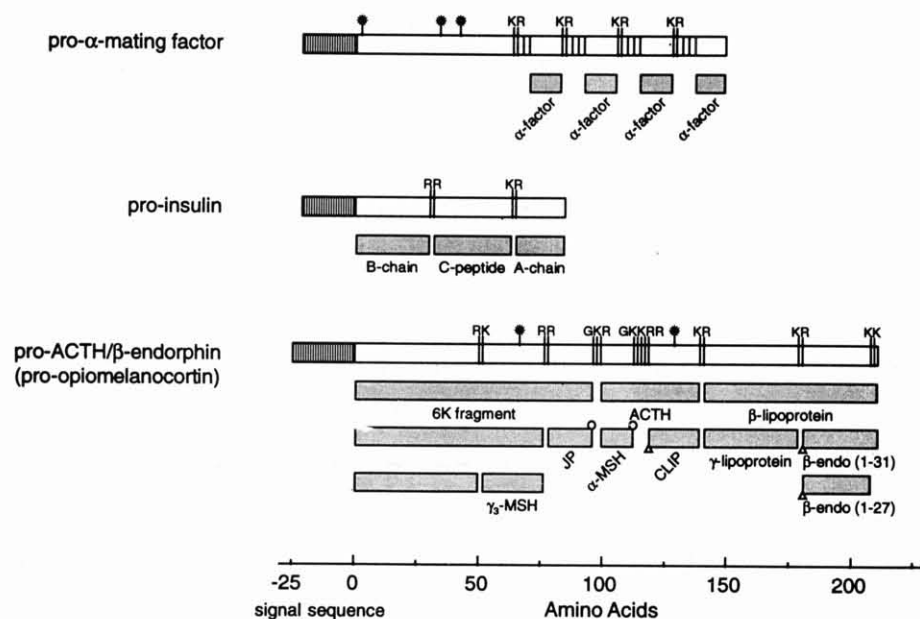 KR KR KR KR
pro-α-mating factor
α-factor α-factor α-factor α-factor
RR KR
pro-insulin
B-chain C-peptide A-chain
RK RR GKR GKKRR KR KR KK
pro-ACTH/β-endorphin
(pro-opiomelanocortin)
6K fragment ACTH β-lipoprotein
JP α-MSH CLIP γ-lipoprotein β-endo (1-31)
γ₃-MSH β-endo (1-27)
-25 0 50 100 150 200
signal sequence Amino Acids